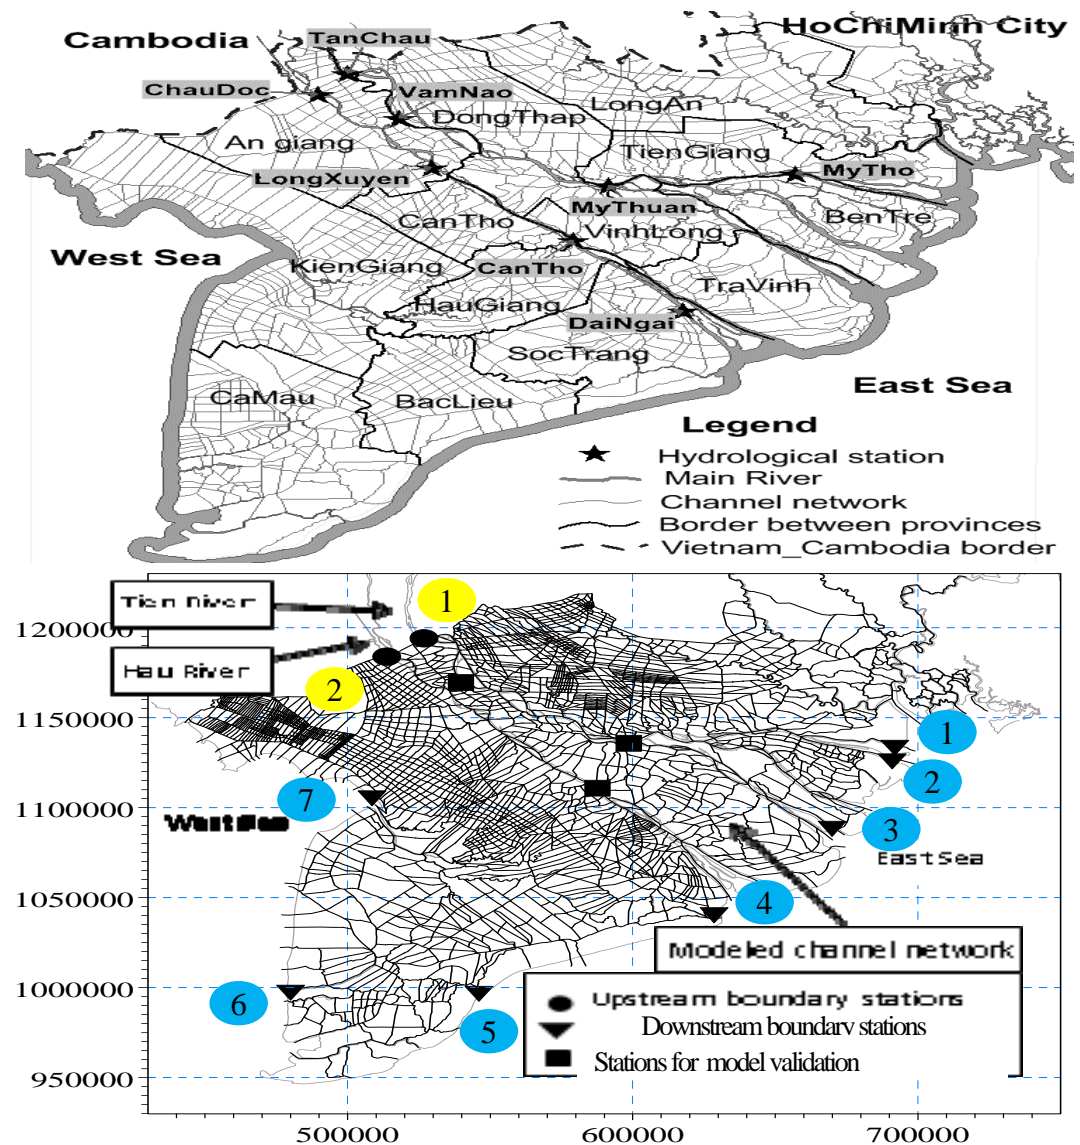 HoChiMinh City
Cambodia
TanChau
ChauDoc
VamNao
LongAn
DongThap
An giang
TienGiang
MyTho
LongXuyen
MyThuan
BenTre
CanTho
VinhLong
West Sea
KienGiang
CanTho
TraVinh
HauGiang
DaiNgai
SocTrang
East Sea
CaMau
BacLieu
Legend
Hydrological station
Main River
Channel network
Border between provinces
Vietnam_Cambodia border
Tien River
1
1200000
Hau River
2
1150000
1
2
7
1100000
West Sea
3
East Sea
1050000
4
Modeled channel network
1000000
6
5
Upstream boundary stations
Downstream boundary stations
Stations for model validation
950000
500000
600000
700000